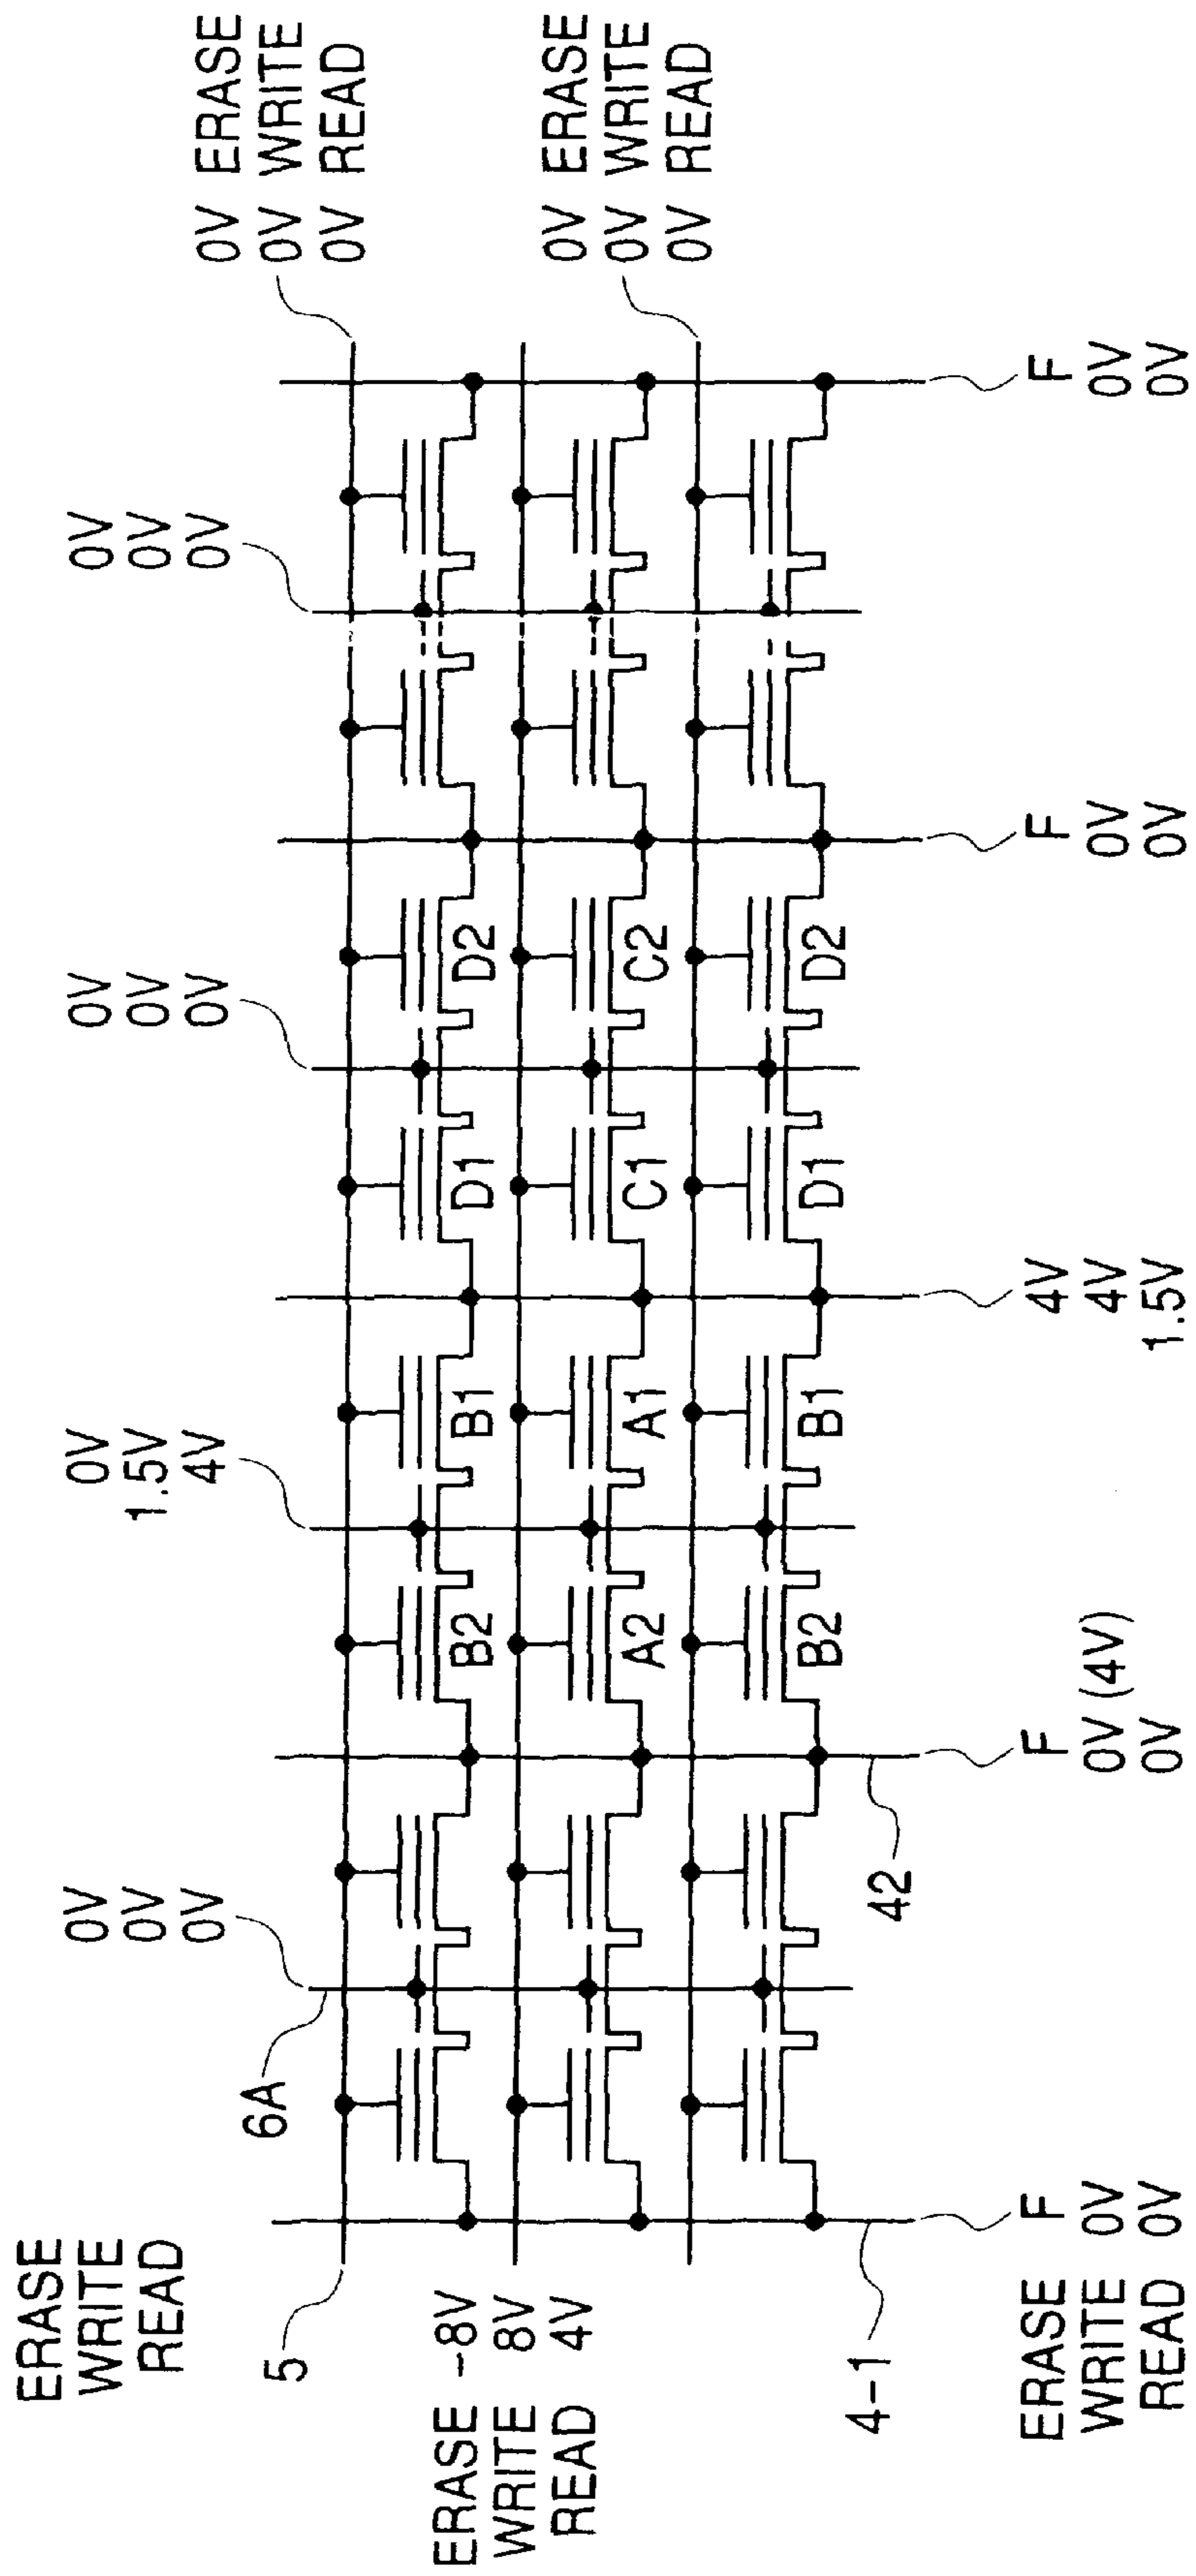 ERASE
WRITE
READ
0V
0V
0V
0V
1.5V
4V
0V
0V
0V
0V
0V
0V
0V ERASE
0V WRITE
0V READ
6A
5
B2
B1
D1
D2
ERASE -8V
WRITE 8V
READ 4V
A2
A1
C1
C2
0V ERASE
0V WRITE
0V READ
B2
B1
D1
D2
4-1
42
ERASE F
WRITE 0V
READ 0V
F
0V (4V)
0V
4V
4V
1.5V
F
0V
0V
F
0V
0V